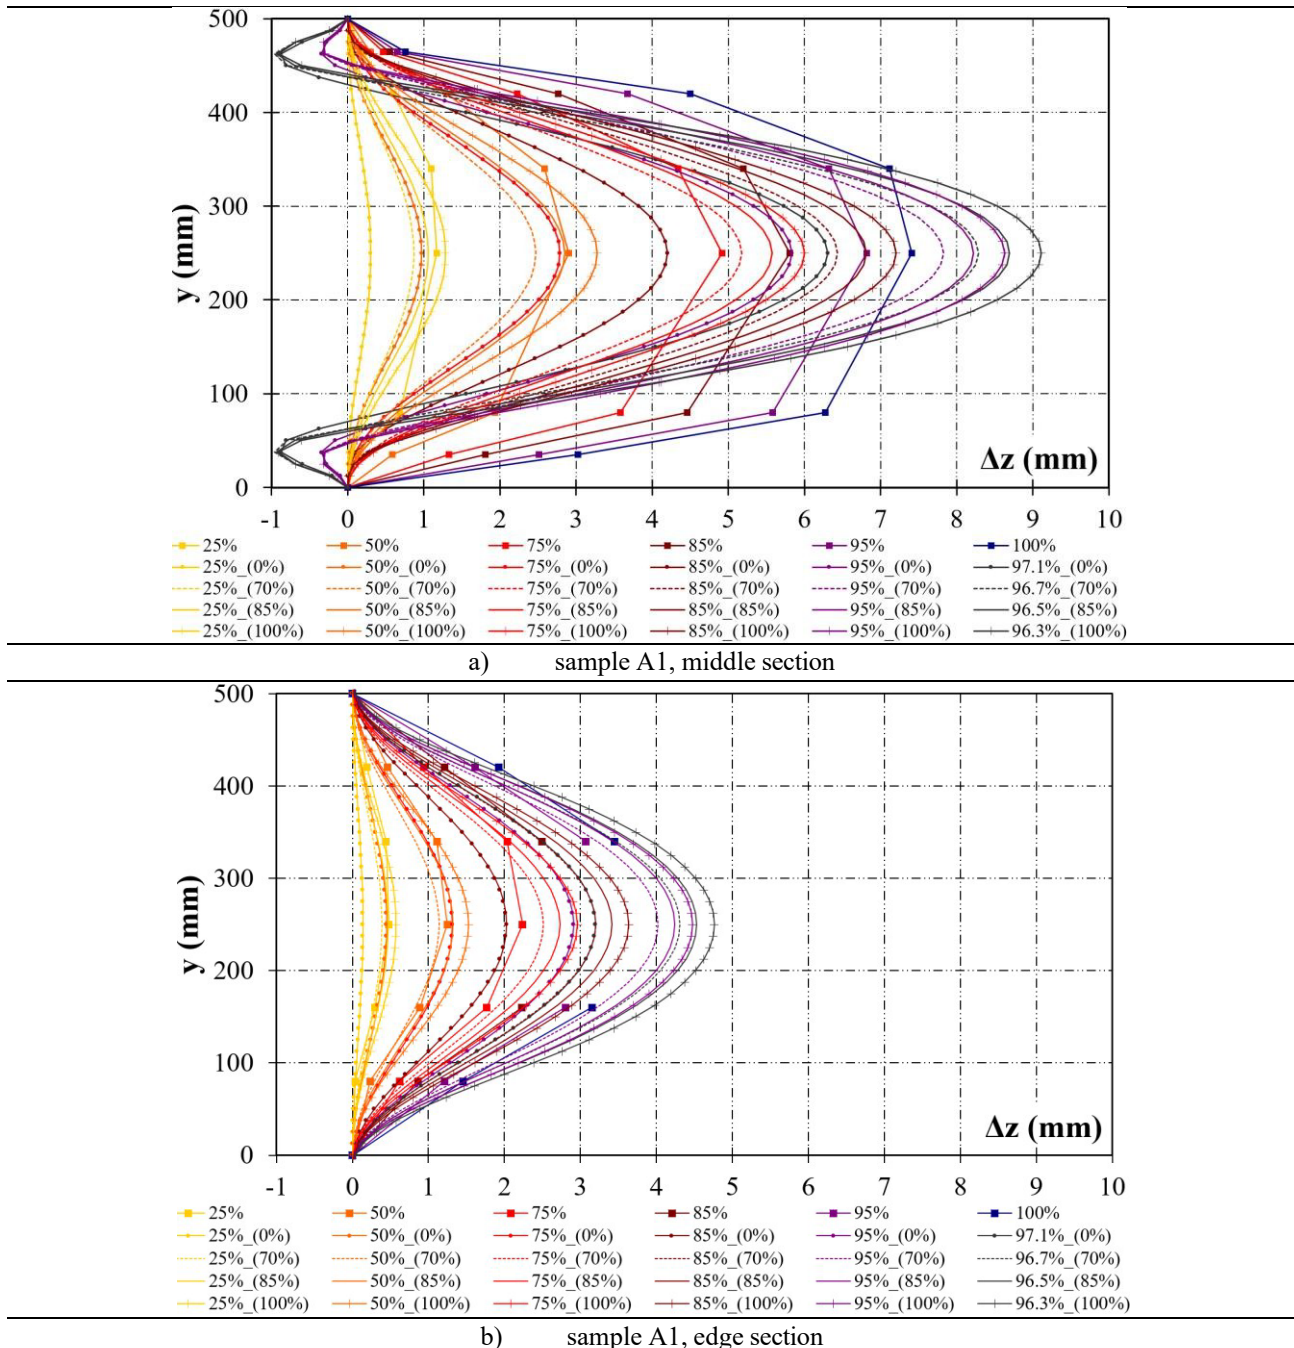 500
400
300
200
100
0
y (mm)
Δz (mm)
-1 0 1 2 3 4 5 6 7 8 9 10
25% 50% 75% 85% 95% 100%
25%_(0%) 50%_(0%) 75%_(0%) 85%_(0%) 95%_(0%) 97.1%_(0%)
25%_(70%) 50%_(70%) 75%_(70%) 85%_(70%) 95%_(70%) 96.7%_(70%)
25%_(85%) 50%_(85%) 75%_(85%) 85%_(85%) 95%_(85%) 96.5%_(85%)
25%_(100%) 50%_(100%) 75%_(100%) 85%_(100%) 95%_(100%) 96.3%_(100%)
a) sample A1, middle section
500
400
300
200
100
0
y (mm)
Δz (mm)
-1 0 1 2 3 4 5 6 7 8 9 10
25% 50% 75% 85% 95% 100%
25%_(0%) 50%_(0%) 75%_(0%) 85%_(0%) 95%_(0%) 97.1%_(0%)
25%_(70%) 50%_(70%) 75%_(70%) 85%_(70%) 95%_(70%) 96.7%_(70%)
25%_(85%) 50%_(85%) 75%_(85%) 85%_(85%) 95%_(85%) 96.5%_(85%)
25%_(100%) 50%_(100%) 75%_(100%) 85%_(100%) 95%_(100%) 96.3%_(100%)
b) sample A1, edge section